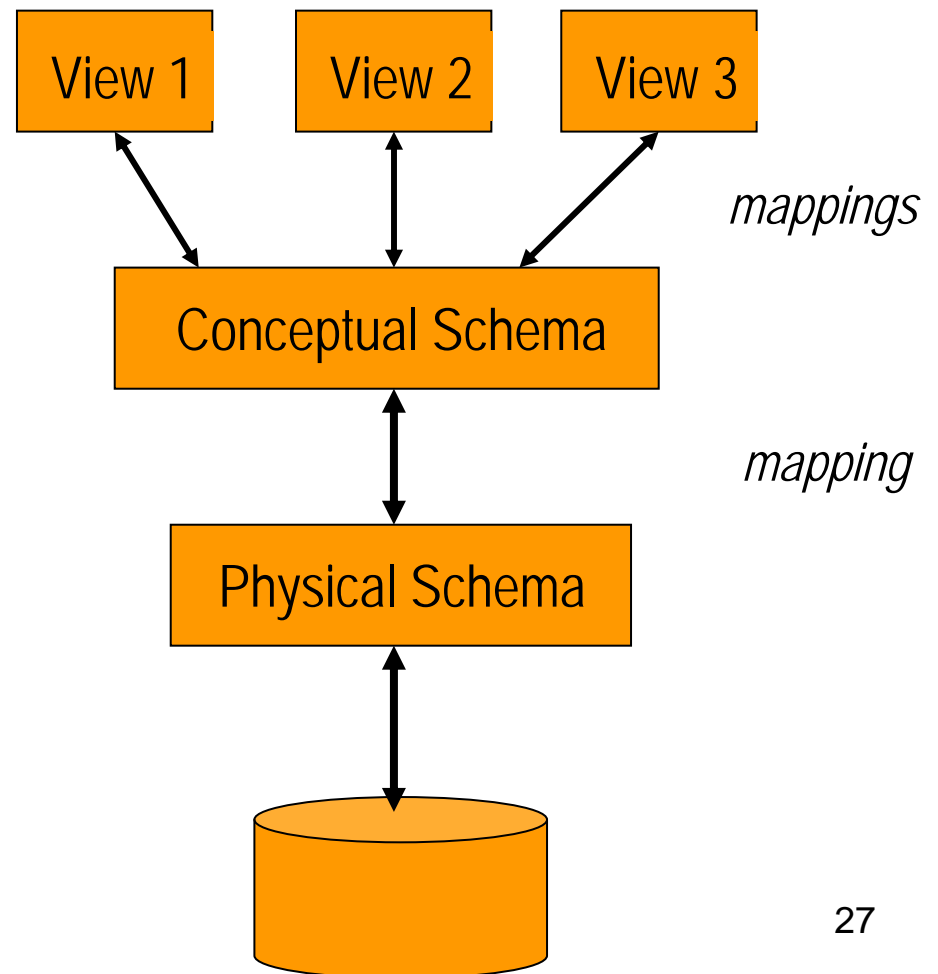 View 1
View 2
View 3
mappings
Conceptual Schema
mapping
Physical Schema
27